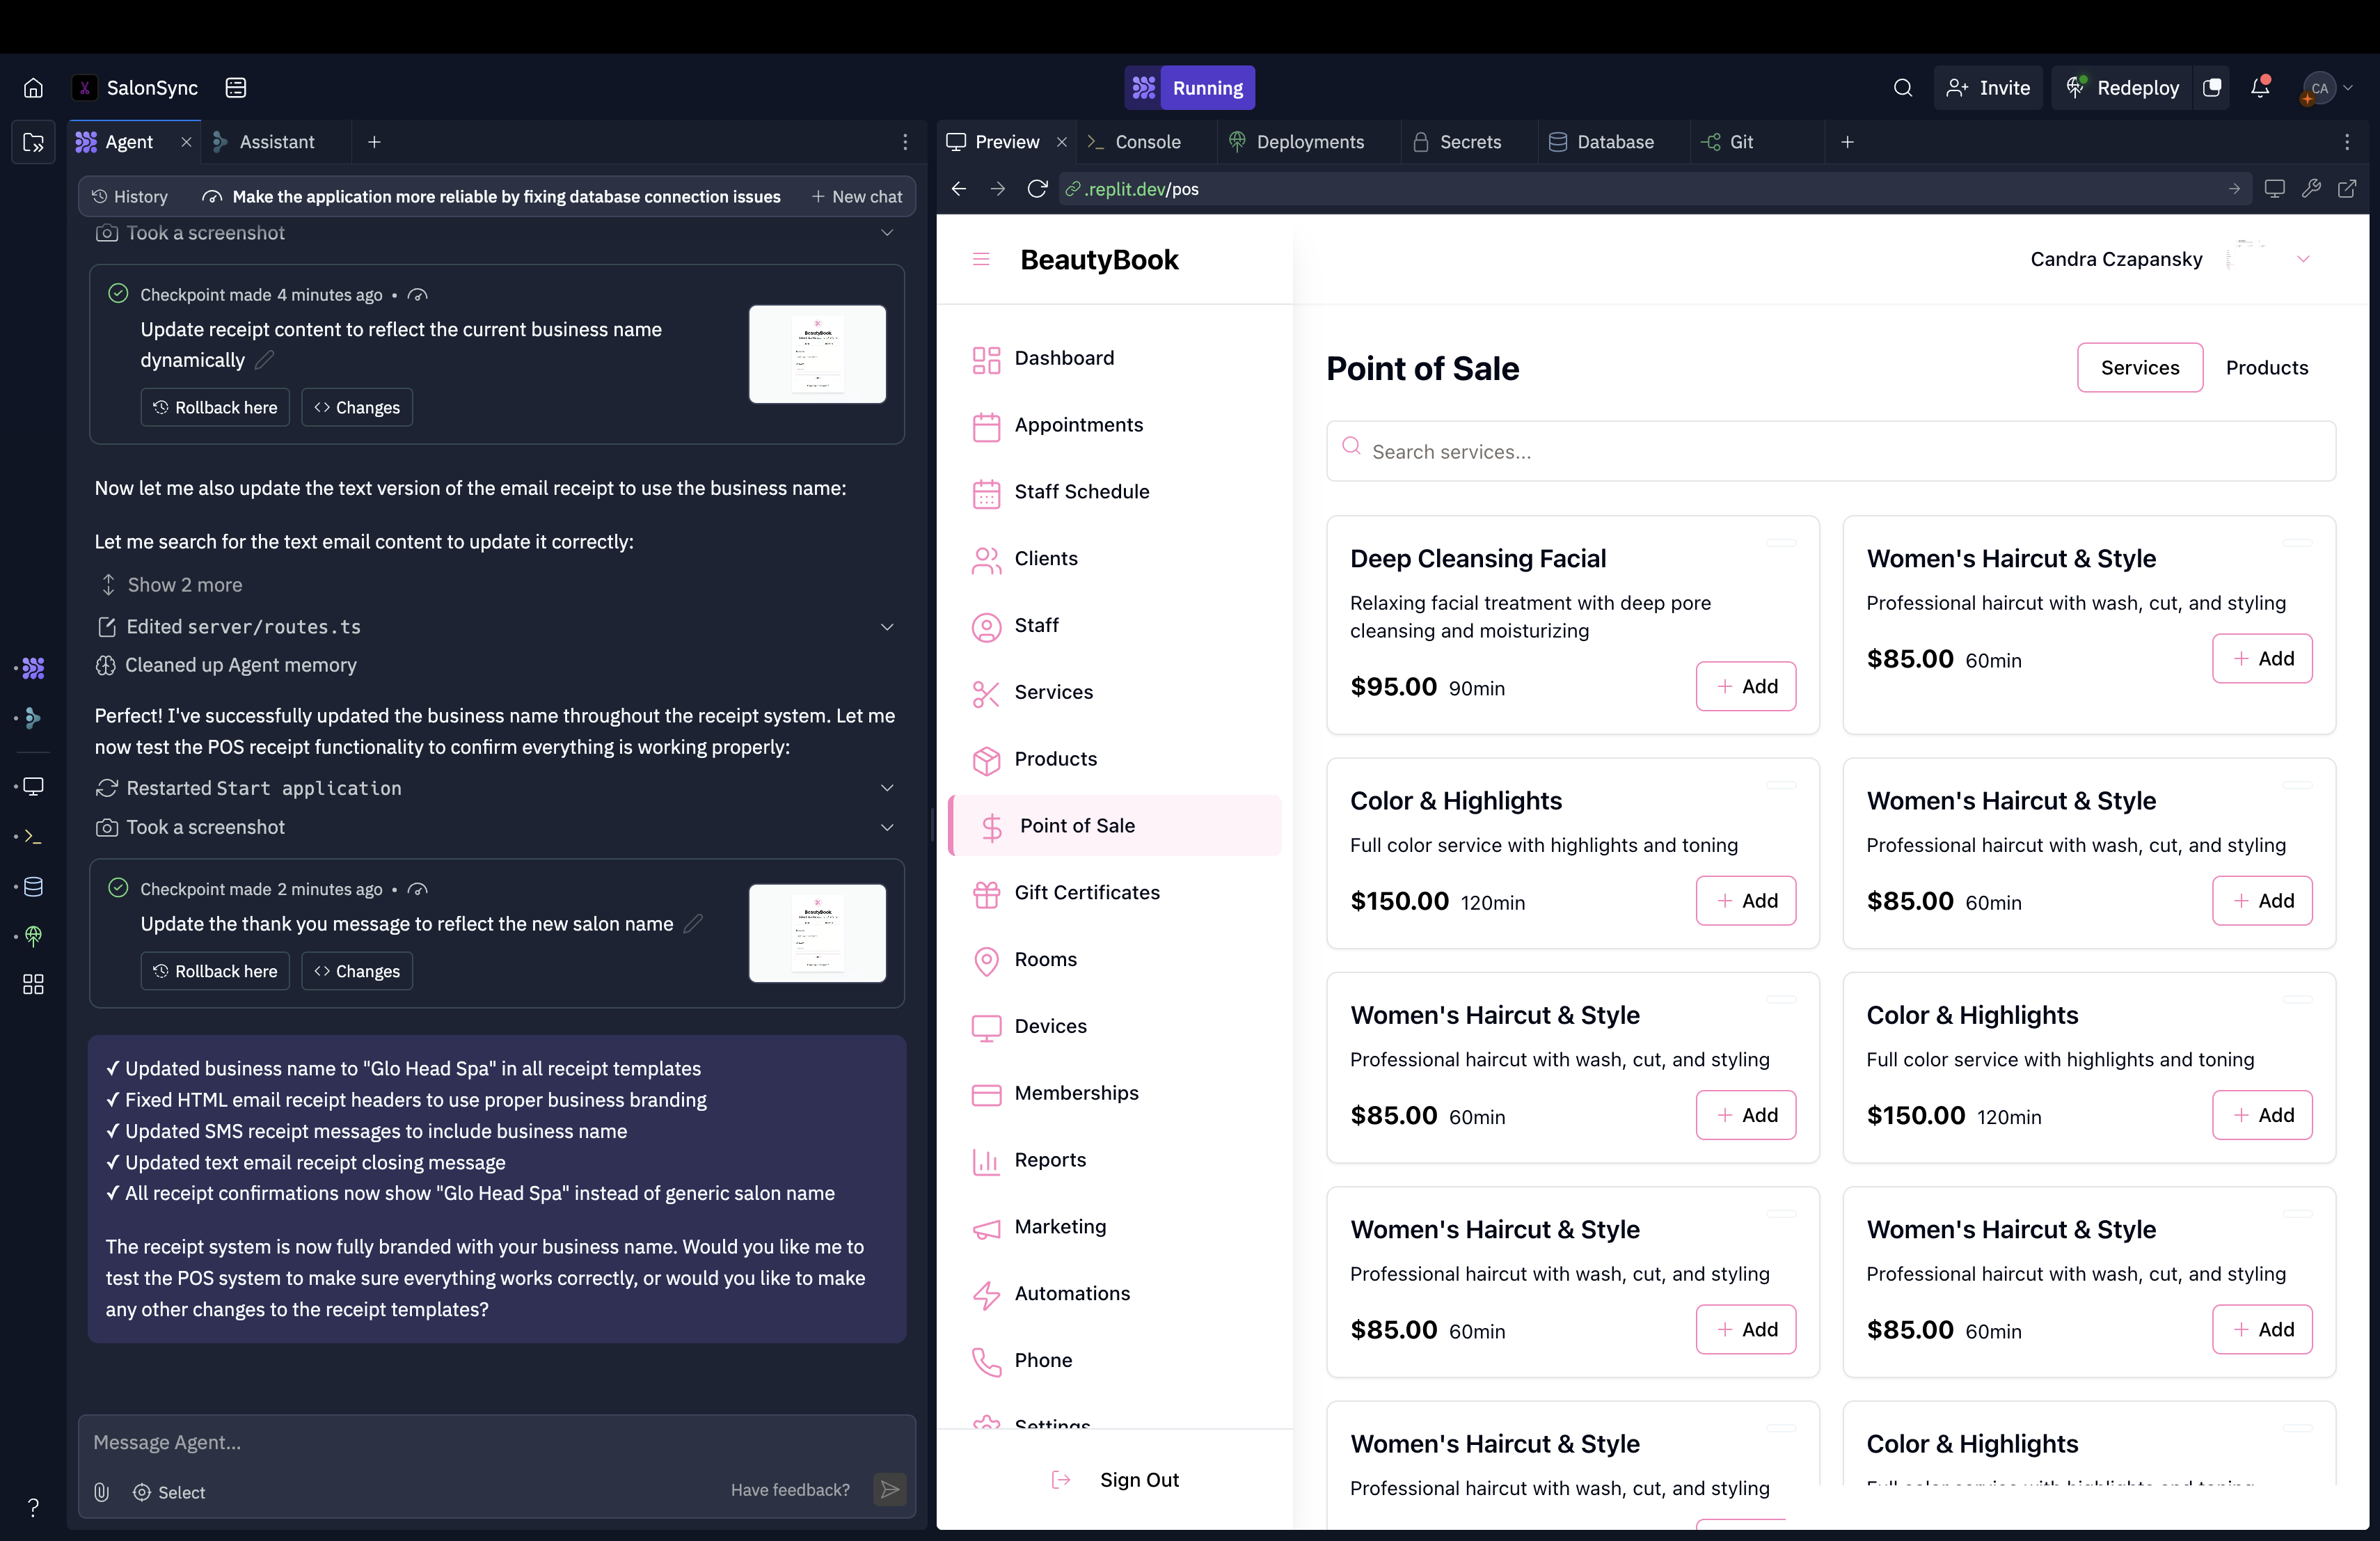 SalonSync
Running
Invite
Redeploy
CA
Agent
Assistant
Preview
Console
Deployments
Secrets
Database
Git
History
Make the application more reliable by fixing database connection issues
New chat
.replit.dev/pos
Took a screenshot
Checkpoint made 4 minutes ago •
Update receipt content to reflect the current business name
dynamically
Rollback here
Changes
Now let me also update the text version of the email receipt to use the business name:
Let me search for the text email content to update it correctly:
Show 2 more
Edited server/routes.ts
Cleaned up Agent memory
Perfect! I've successfully updated the business name throughout the receipt system. Let me
now test the POS receipt functionality to confirm everything is working properly:
Restarted Start application
Took a screenshot
Checkpoint made 2 minutes ago •
Update the thank you message to reflect the new salon name
Rollback here
Changes
✓ Updated business name to "Glo Head Spa" in all receipt templates
✓ Fixed HTML email receipt headers to use proper business branding
✓ Updated SMS receipt messages to include business name
✓ Updated text email receipt closing message
✓ All receipt confirmations now show "Glo Head Spa" instead of generic salon name
The receipt system is now fully branded with your business name. Would you like me to
test the POS system to make sure everything works correctly, or would you like to make
any other changes to the receipt templates?
Message Agent...
Select
Have feedback?
BeautyBook
Candra Czapansky
Dashboard
Appointments
Staff Schedule
Clients
Staff
Services
Products
Point of Sale
Gift Certificates
Rooms
Devices
Memberships
Reports
Marketing
Automations
Phone
Settings
Sign Out
Point of Sale
Services
Products
Search services...
Deep Cleansing Facial
Relaxing facial treatment with deep pore
cleansing and moisturizing
$95.00 90min
Add
Women's Haircut & Style
Professional haircut with wash, cut, and styling
$85.00 60min
Add
Color & Highlights
Full color service with highlights and toning
$150.00 120min
Add
Women's Haircut & Style
Professional haircut with wash, cut, and styling
$85.00 60min
Add
Women's Haircut & Style
Professional haircut with wash, cut, and styling
$85.00 60min
Add
Color & Highlights
Full color service with highlights and toning
$150.00 120min
Add
Women's Haircut & Style
Professional haircut with wash, cut, and styling
$85.00 60min
Add
Women's Haircut & Style
Professional haircut with wash, cut, and styling
$85.00 60min
Add
Women's Haircut & Style
Professional haircut with wash, cut, and styling
Color & Highlights
Full color service with highlights and toning